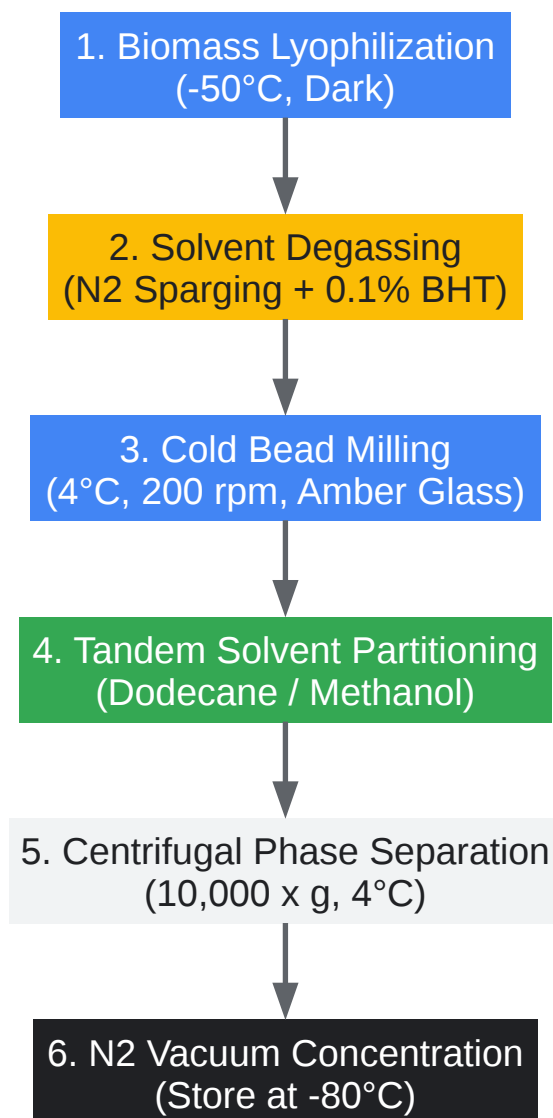 1. Biomass Lyophilization
(-50°C, Dark)
2. Solvent Degassing
(N2 Sparging + 0.1% BHT)
3. Cold Bead Milling
(4°C, 200 rpm, Amber Glass)
4. Tandem Solvent Partitioning
(Dodecane / Methanol)
5. Centrifugal Phase Separation
(10,000 x g, 4°C)
6. N2 Vacuum Concentration
(Store at -80°C)